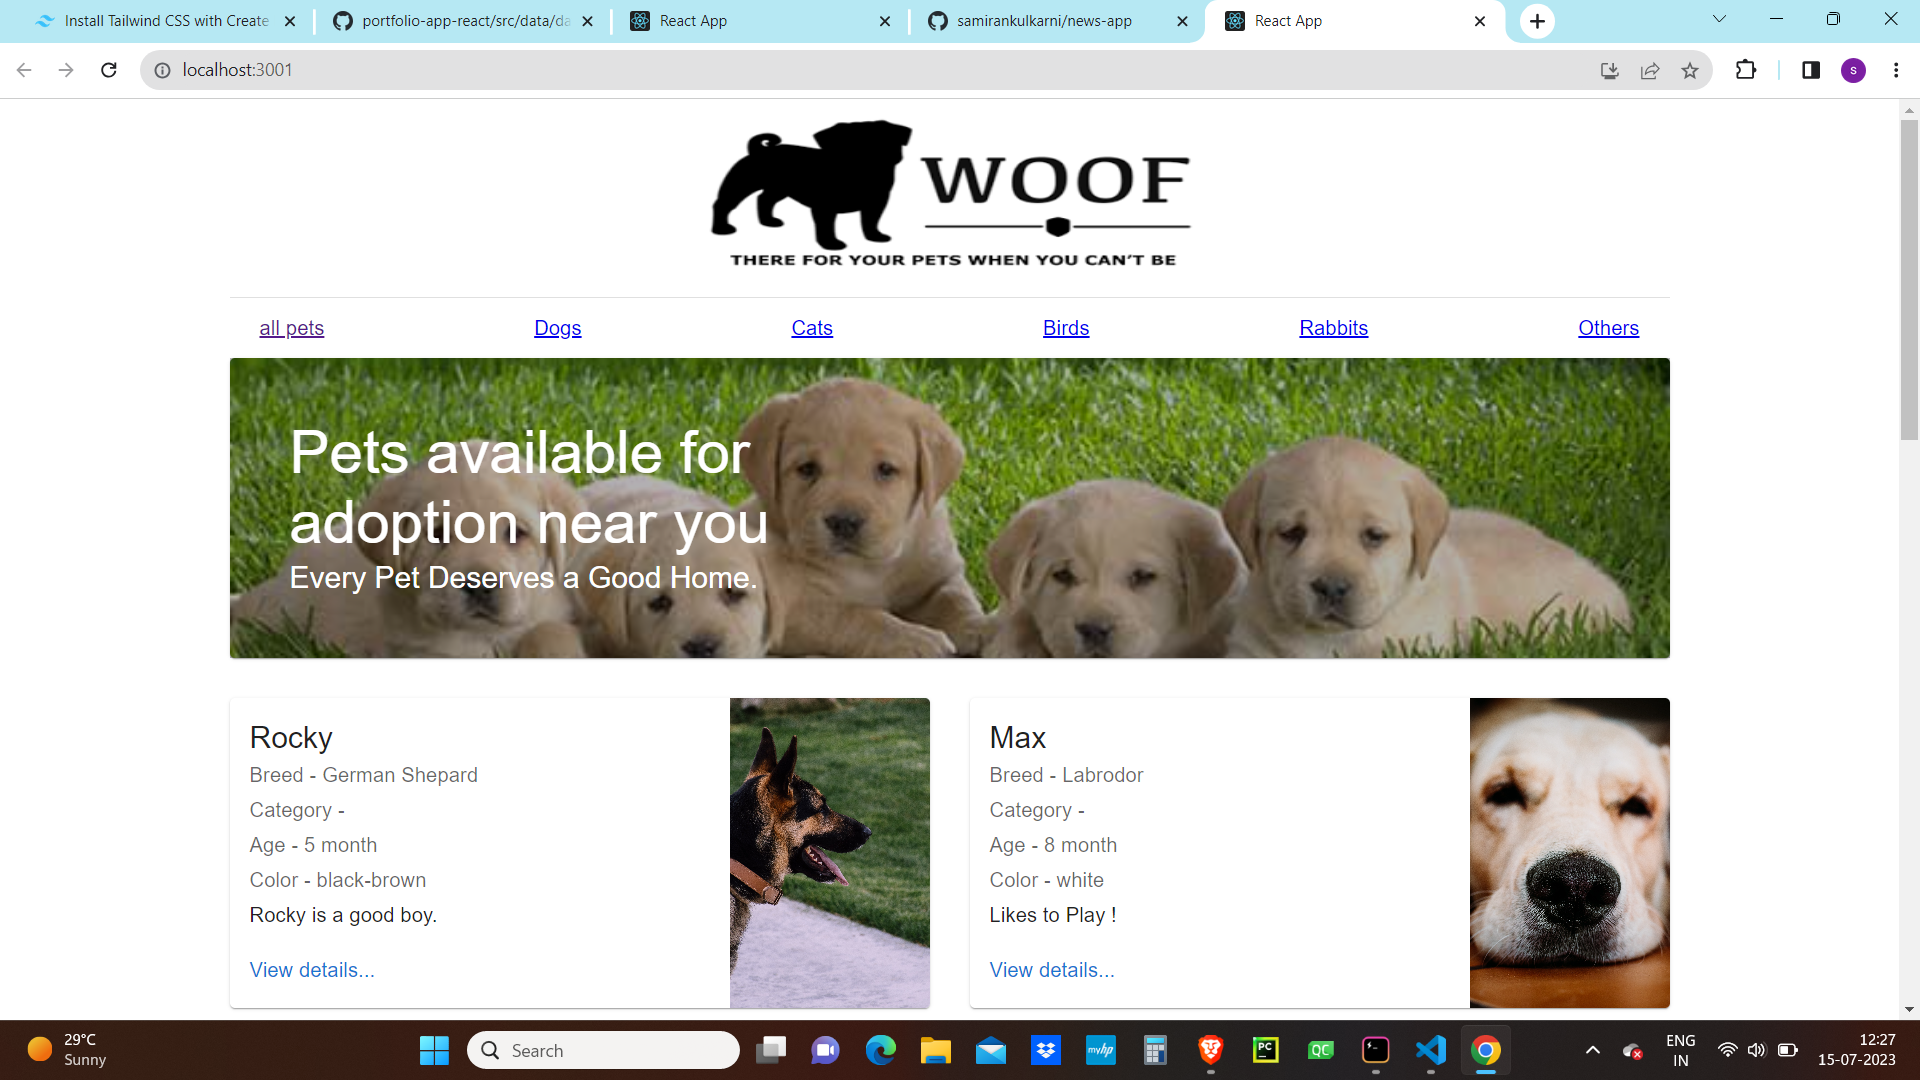 Install Tailwind CSS with Create
portfolio-app-react/src/data/da
React App
samirankulkarni/news-app
React App
localhost:3001
s
WOOF
THERE FOR YOUR PETS WHEN YOU CAN'T BE
all pets
Dogs
Cats
Birds
Rabbits
Others
Pets available for
adoption near you
Every Pet Deserves a Good Home.
Rocky
Breed - German Shepard
Category -
Age - 5 month
Color - black-brown
Rocky is a good boy.
View details...
Max
Breed - Labrodor
Category -
Age - 8 month
Color - white
Likes to Play !
View details...
29°C
Sunny
Search
myhp
PC
QC
ENG
IN
12:27
15-07-2023